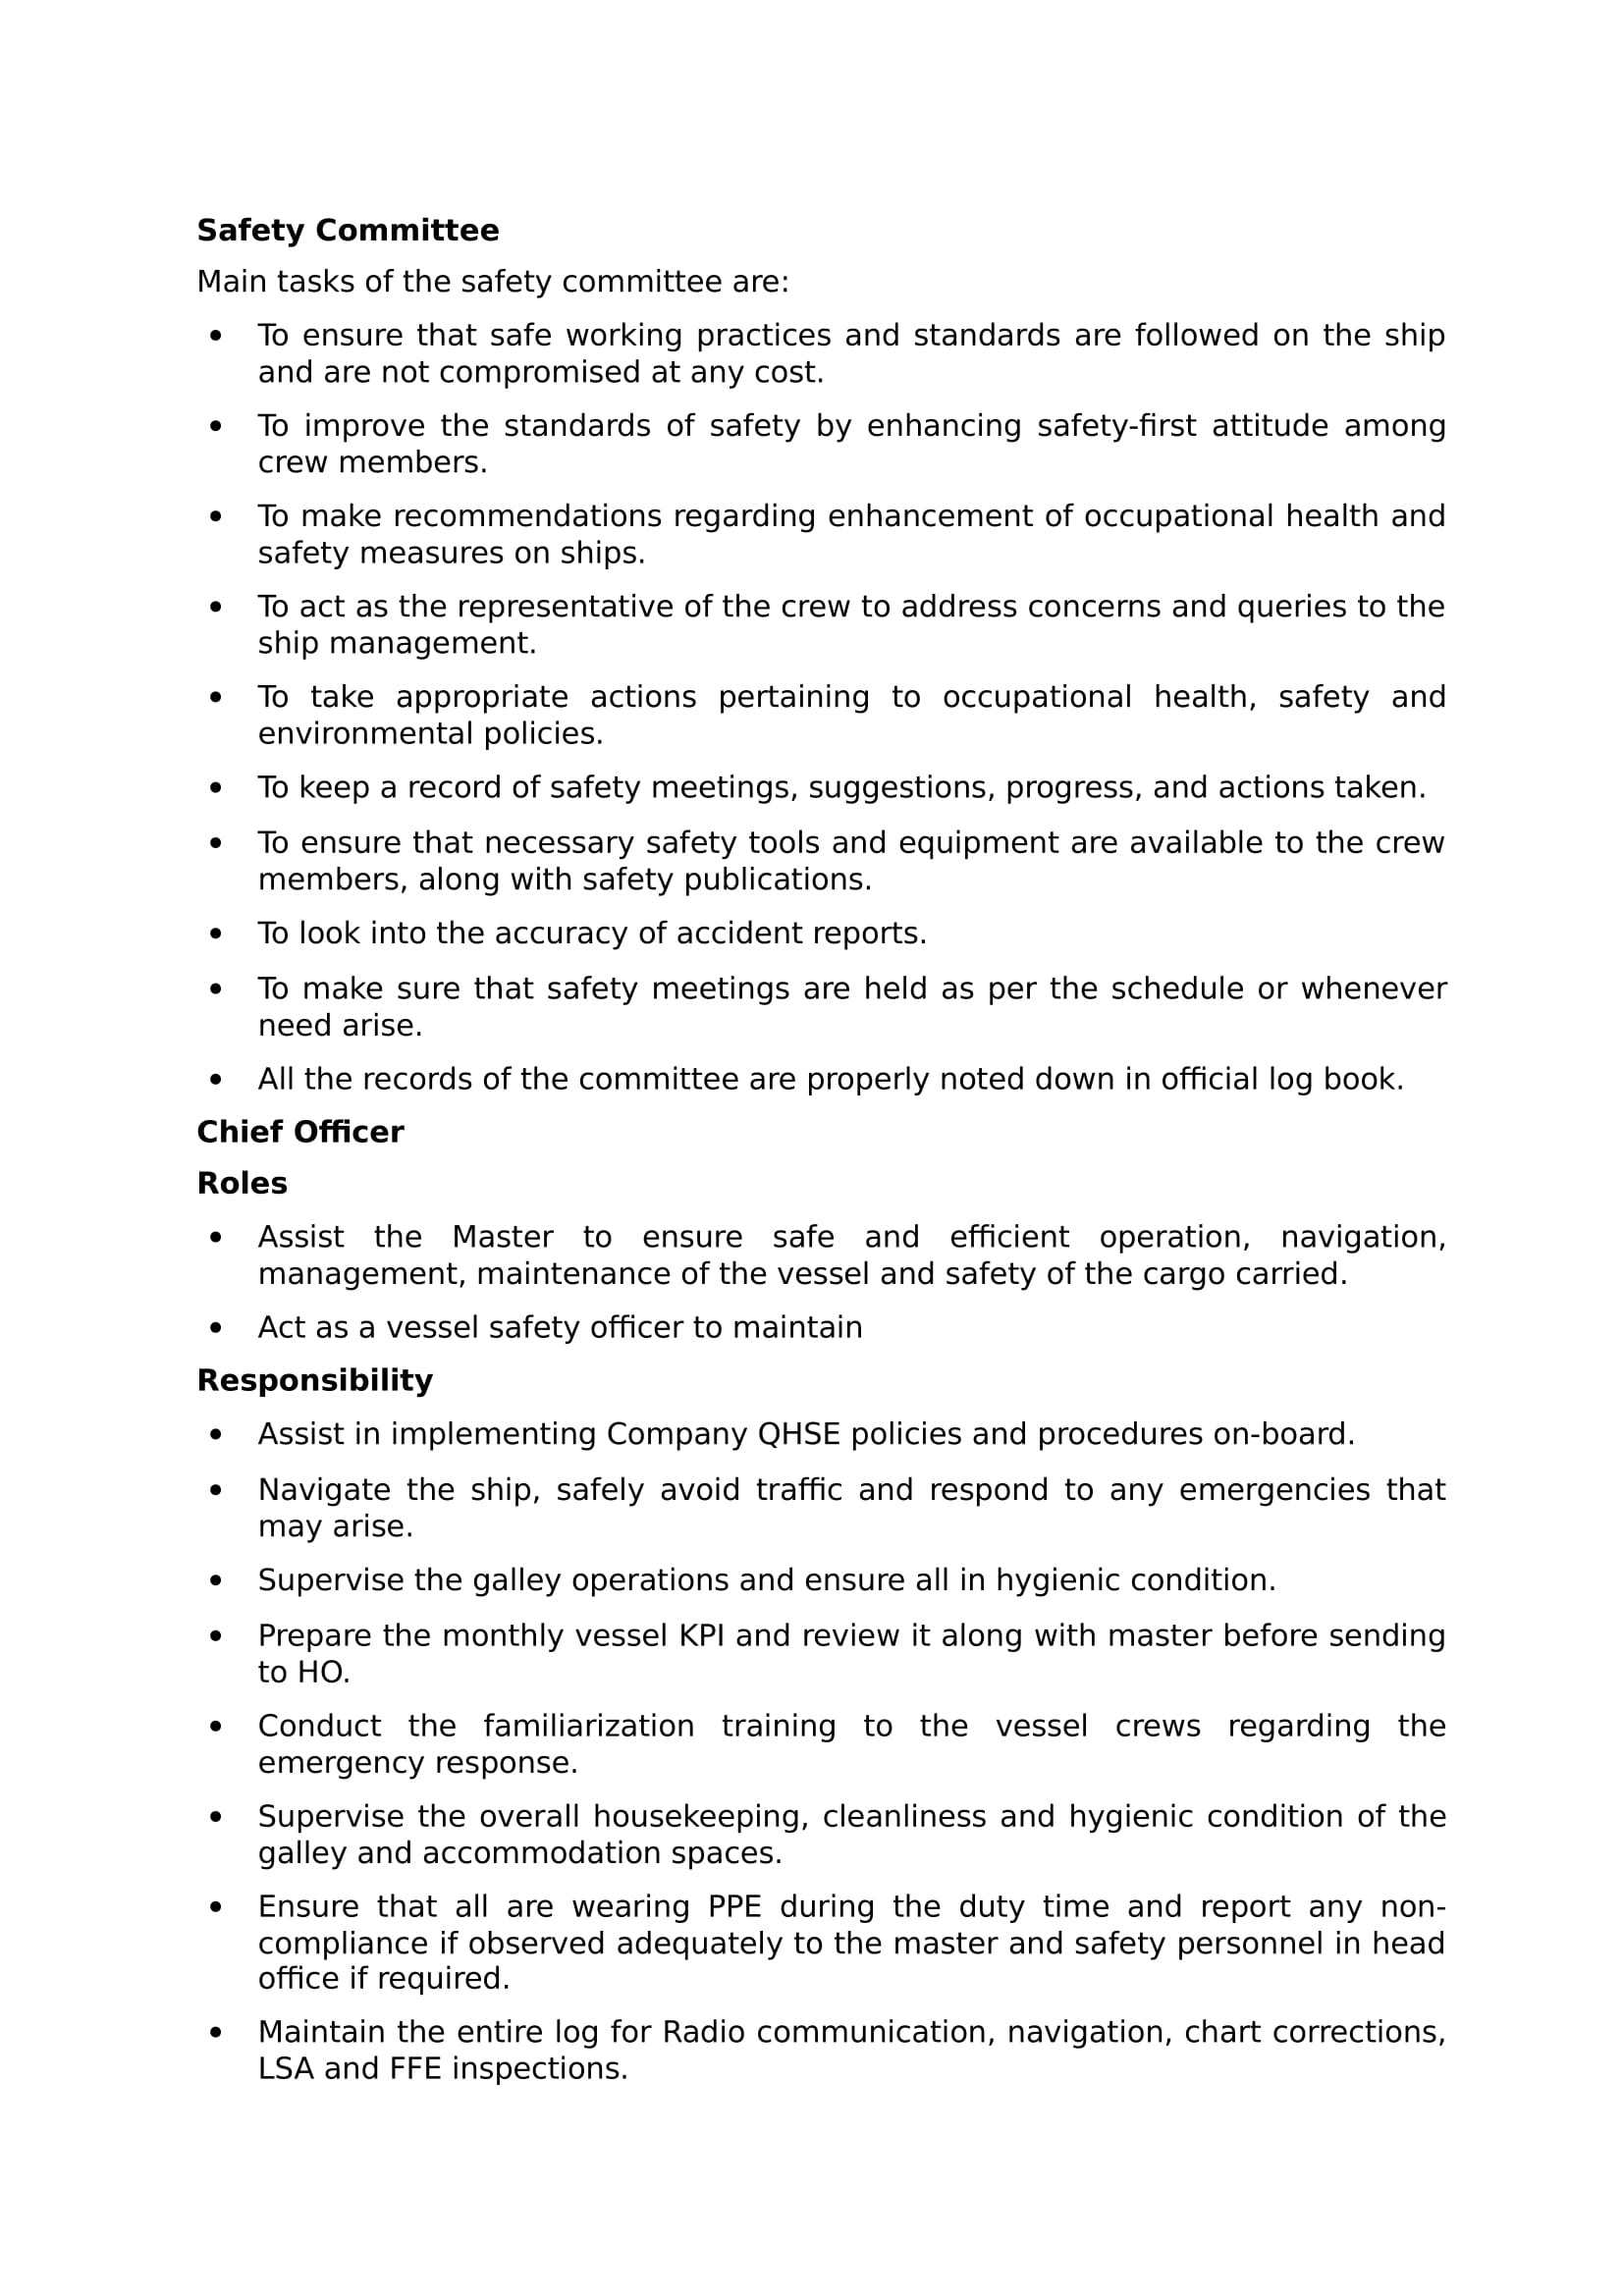 Safety Committee
Main tasks of the safety committee are:
• To ensure that safe working practices and standards are followed on the ship
and are not compromised at any cost.
• To improve the standards of safety by enhancing safety-first attitude among
crew members.
• To make recommendations regarding enhancement of occupational health and
safety measures on ships.
• To act as the representative of the crew to address concerns and queries to the
ship management.
• To take appropriate actions pertaining to occupational health, safety and
environmental policies.
• To keep a record of safety meetings, suggestions, progress, and actions taken.
• To ensure that necessary safety tools and equipment are available to the crew
members, along with safety publications.
• To look into the accuracy of accident reports.
• To make sure that safety meetings are held as per the schedule or whenever
need arise.
• All the records of the committee are properly noted down in official log book.
Chief Officer
Roles
• Assist the Master to ensure safe and efficient operation, navigation,
management, maintenance of the vessel and safety of the cargo carried.
• Act as a vessel safety officer to maintain
Responsibility
• Assist in implementing Company QHSE policies and procedures on-board.
• Navigate the ship, safely avoid traffic and respond to any emergencies that
may arise.
• Supervise the galley operations and ensure all in hygienic condition.
• Prepare the monthly vessel KPI and review it along with master before sending
to HO.
• Conduct the familiarization training to the vessel crews regarding the
emergency response.
• Supervise the overall housekeeping, cleanliness and hygienic condition of the
galley and accommodation spaces.
• Ensure that all are wearing PPE during the duty time and report any non-
compliance if observed adequately to the master and safety personnel in head
office if required.
• Maintain the entire log for Radio communication, navigation, chart corrections,
LSA and FFE inspections.